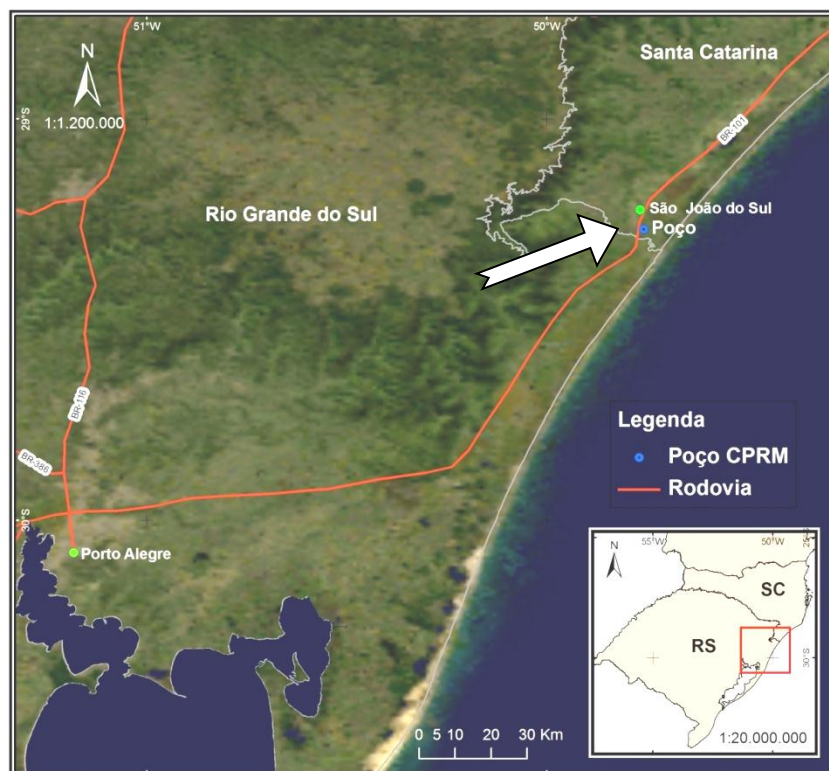 51°W
50°W
Santa Catarina
N
29°S
1:1.200.000
BR-101
Rio Grande do Sul
São João do Sul
Poço
BR-116
Legenda
BR-386
Poço CPRM
Rodovia
30°S
Porto Alegre
55°W
50°W
25°S
N
SC
RS
30°S
0 5 10 20 30 Km
1:20.000.000